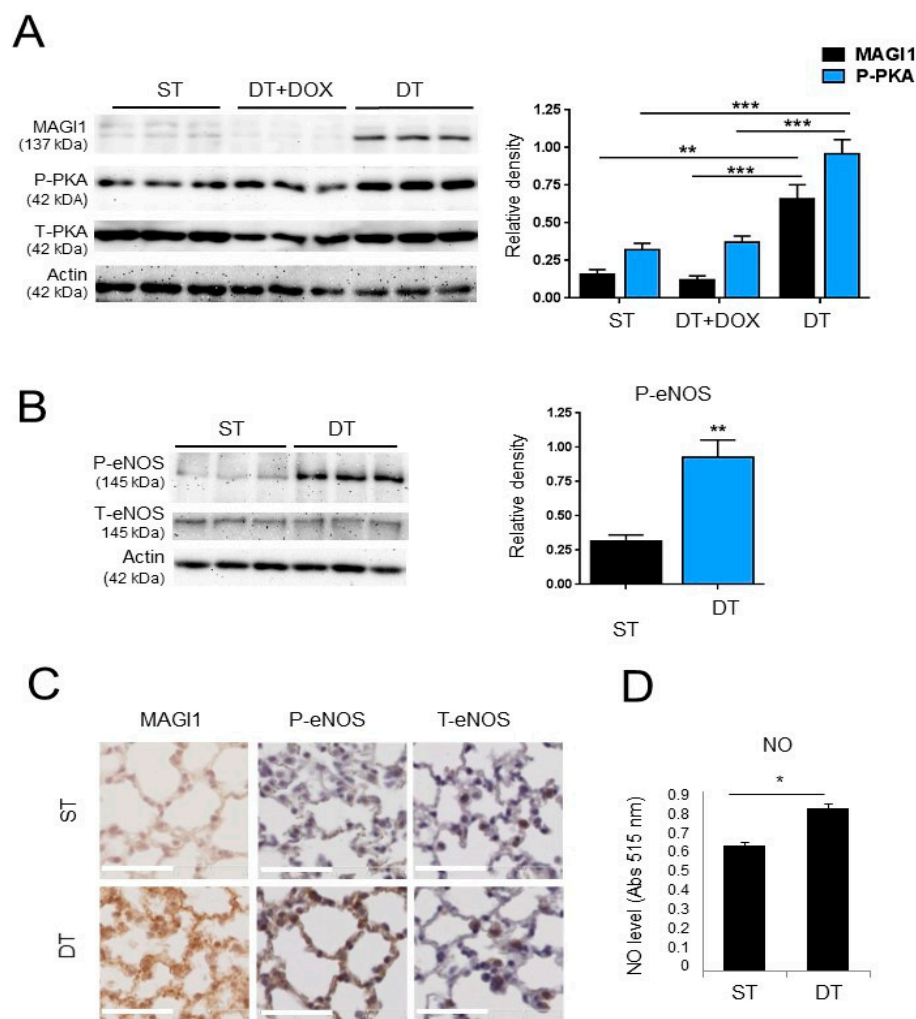 A
MAGI1
P-PKA
ST DT+DOX DT
MAGI1
(137 kDa)
P-PKA
(42 kDA)
T-PKA
(42 kDa)
Actin
(42 kDa)
Relative density
1.25
1.00
0.75
0.50
0.25
0.00
***
***
**
***
ST DT+DOX DT
B
ST DT
P-eNOS
(145 kDa)
T-eNOS
145 kDa)
Actin
(42 kDa)
P-eNOS
Relative density
1.25
1.00
0.75
0.50
0.25
0.00
**
ST DT
C
MAGI1 P-eNOS T-eNOS
ST
DT
D
NO
*
NO level (Abs 515 nm)
0.9
0.8
0.7
0.6
0.5
0.4
0.3
0.2
0.1
0
ST DT